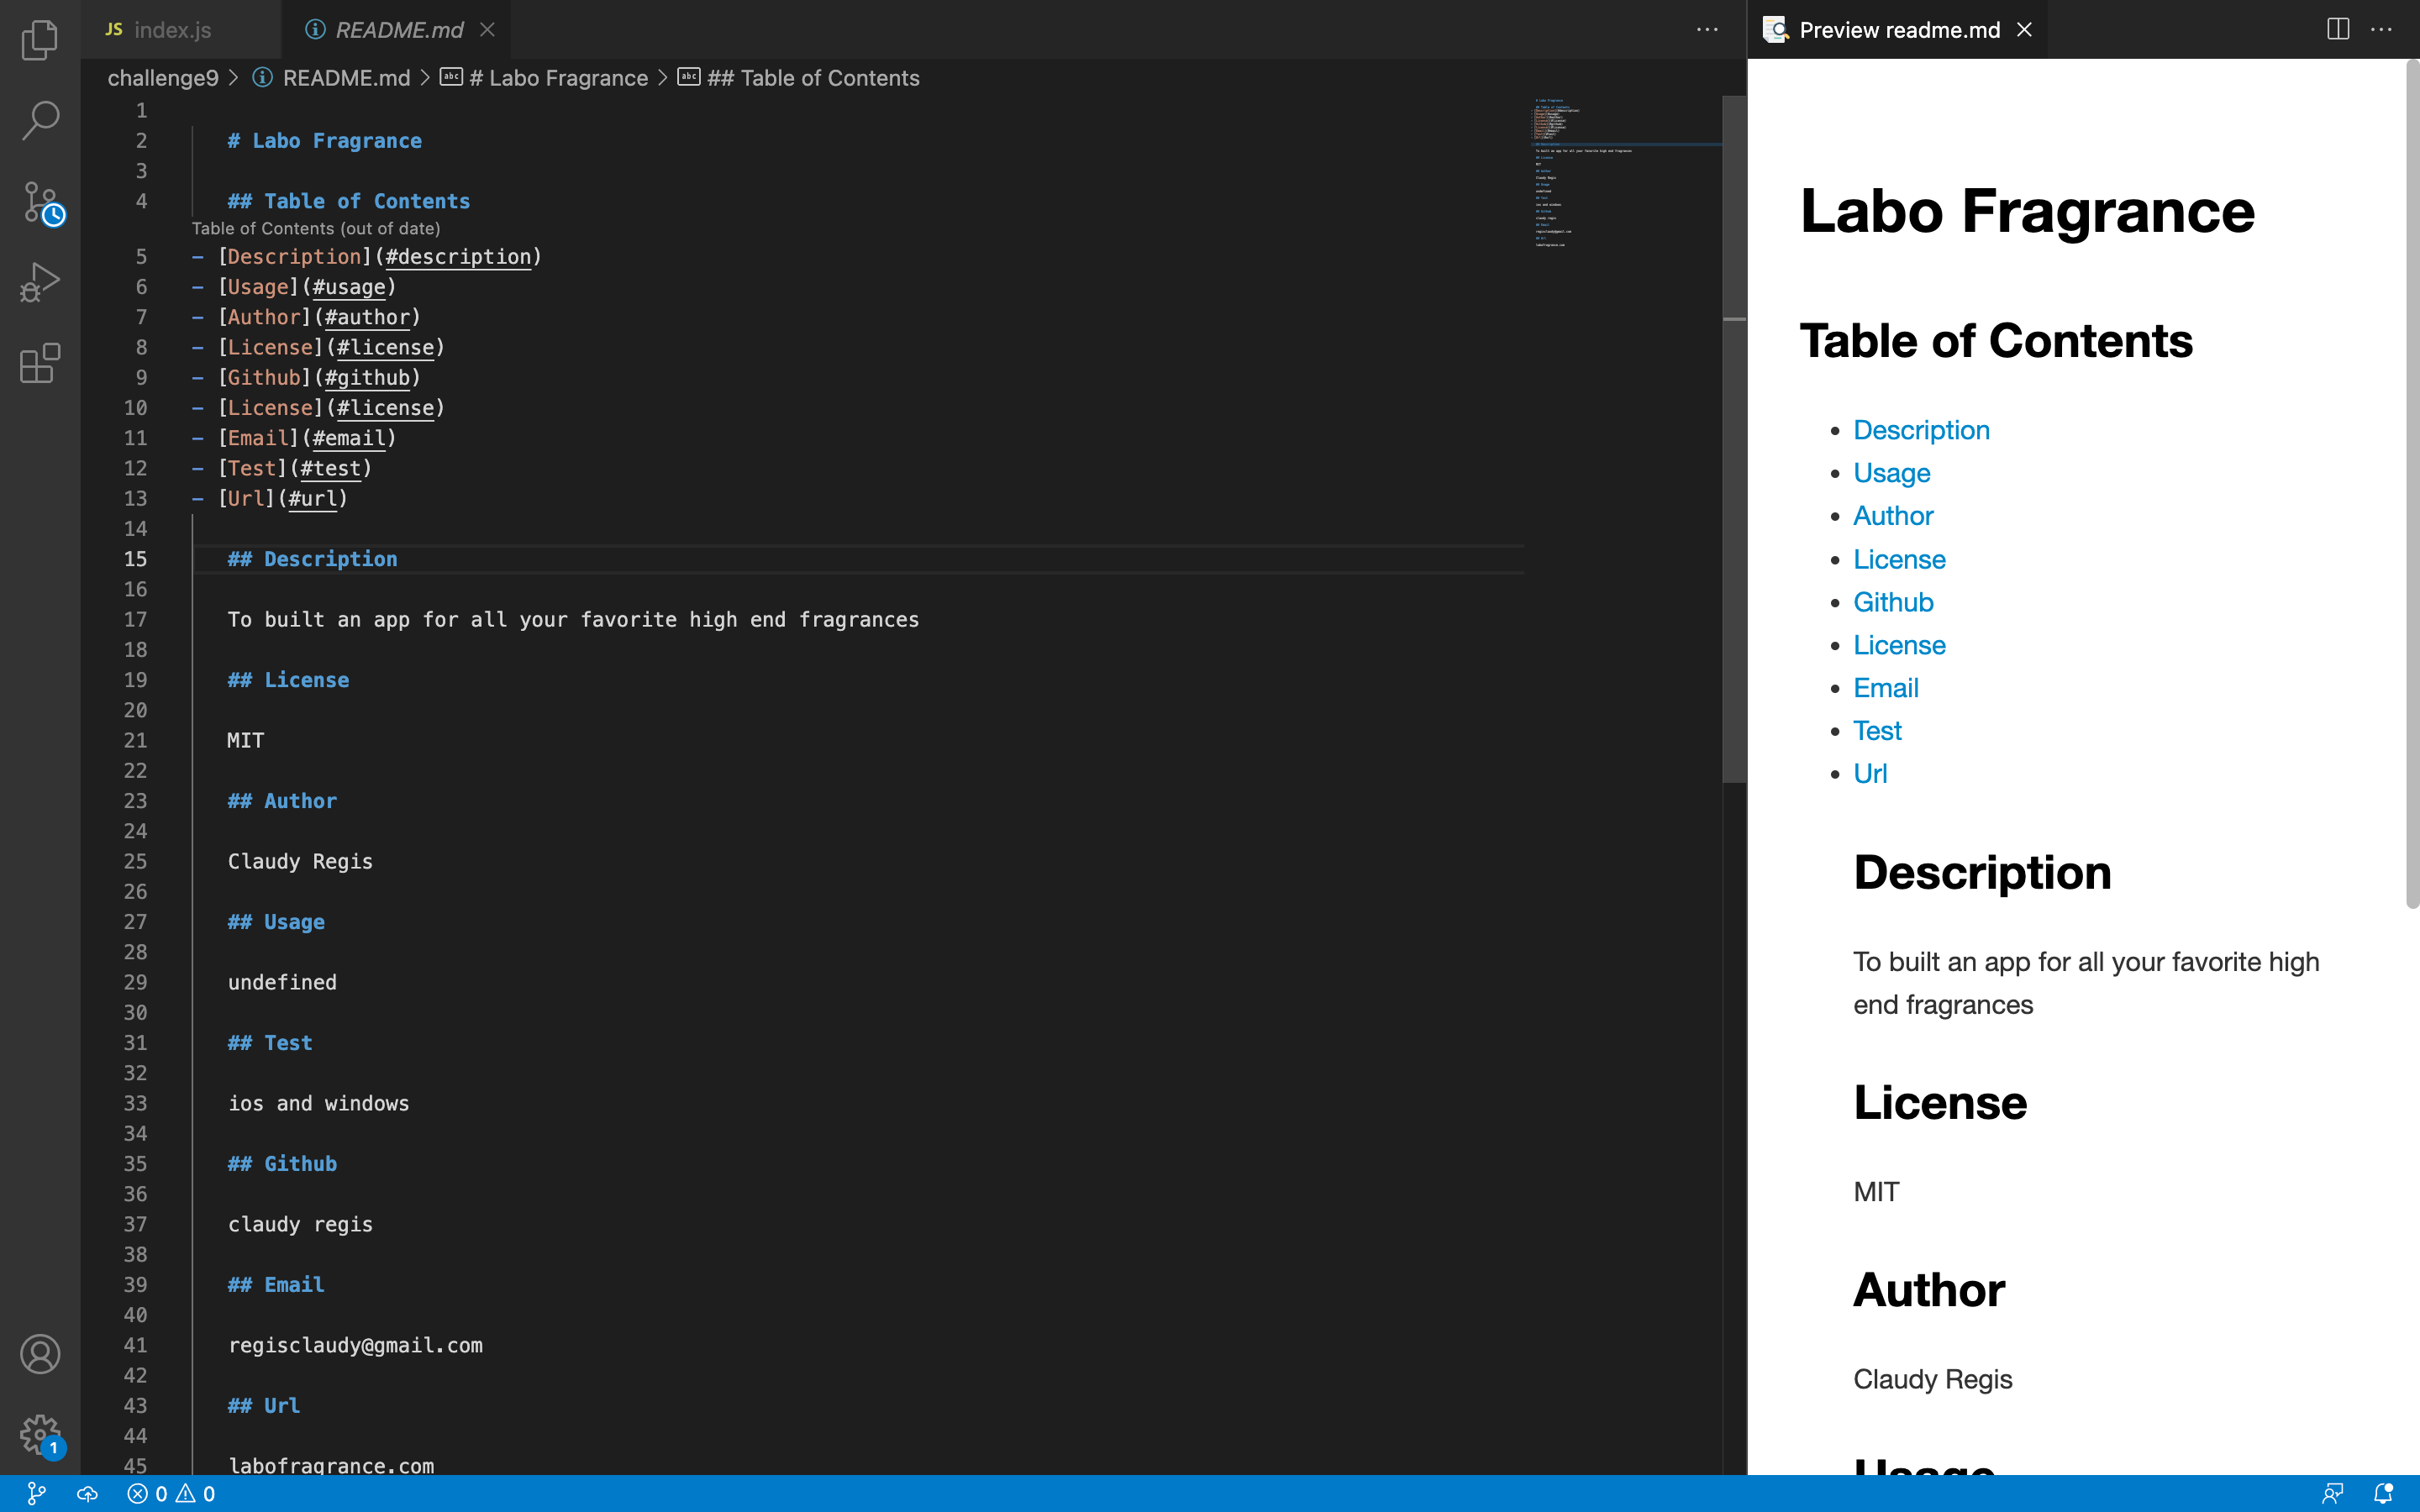 JS index.js
README.md
Preview readme.md
challenge9 > README.md > # Labo Fragrance > ## Table of Contents
1
2 # Labo Fragrance
3
4 ## Table of Contents
Table of Contents (out of date)
5 - [Description](#description)
6 - [Usage](#usage)
7 - [Author](#author)
8 - [License](#license)
9 - [Github](#github)
10 - [License](#license)
11 - [Email](#email)
12 - [Test](#test)
13 - [Url](#url)
14
15 ## Description
16
17 To built an app for all your favorite high end fragrances
18
19 ## License
20
21 MIT
22
23 ## Author
24
25 Claudy Regis
26
27 ## Usage
28
29 undefined
30
31 ## Test
32
33 ios and windows
34
35 ## Github
36
37 claudy regis
38
39 ## Email
40
41 regisclaudy@gmail.com
42
43 ## Url
44
45 labofragrance.com
Labo Fragrance
Table of Contents
• Description
• Usage
• Author
• License
• Github
• License
• Email
• Test
• Url
Description
To built an app for all your favorite high
end fragrances
License
MIT
Author
Claudy Regis
Usage
1
0 0